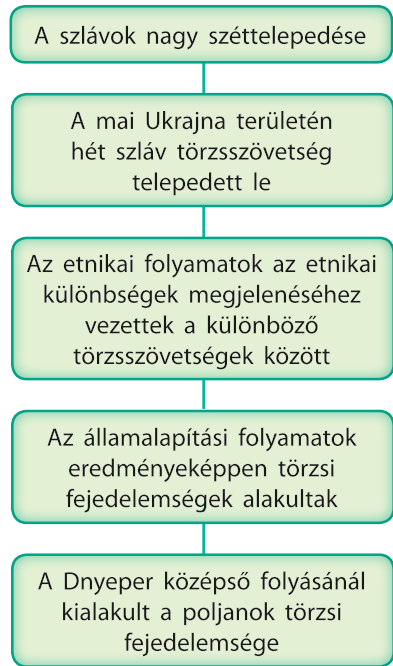 A szlávok nagy széttelepedése
A mai Ukrajna területén
hét szláv törzsszövetség
telepedett le
Az etnikai folyamatok az etnikai
különbségek megjelenéséhez
vezettek a különböző
törzsszövetségek között
Az államalapítási folyamatok
eredményeképpen törzsi
fejedelemségek alakultak
A Dnyeper középső folyásánál
kialakult a poljanok törzsi
fejedelemsége